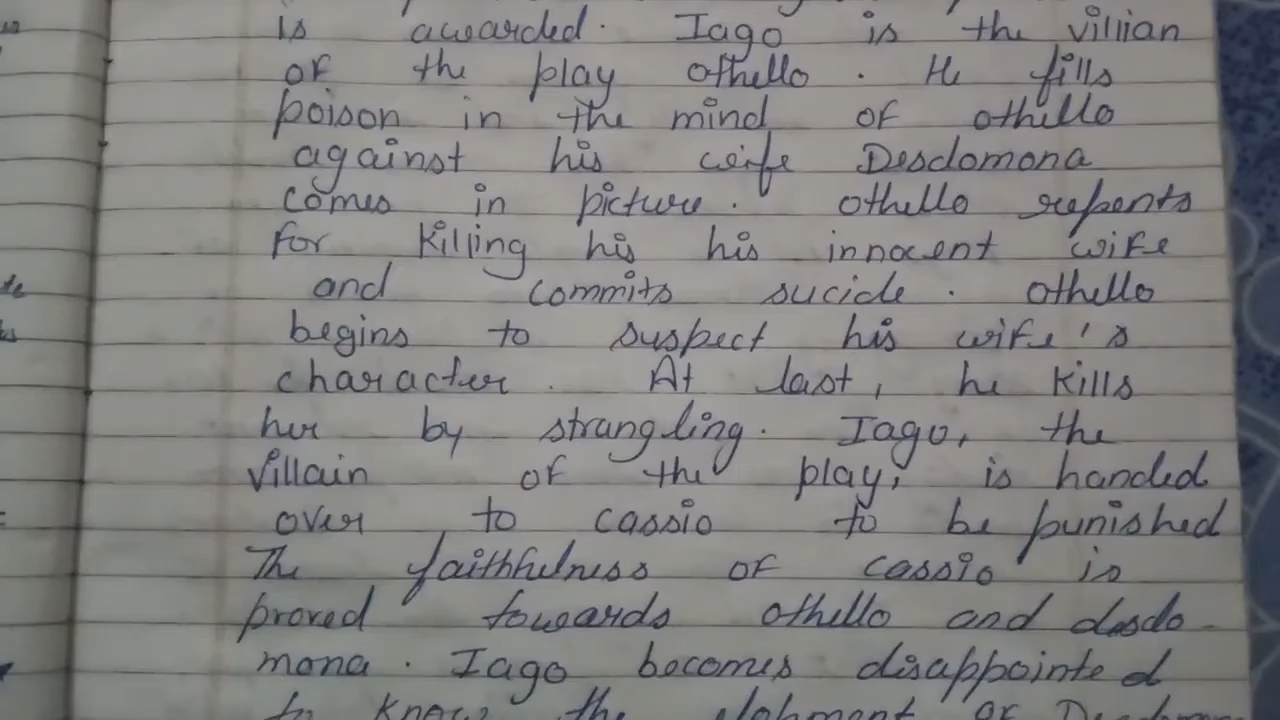 is awarded. Iago is the villian
of the play othello. He fills
poison in the mind of othello
against his wife Desdomona
comes in picture. othello repents
for killing his his innocent wife
and commits sucide. Othello
begins to suspect his wife's
character. At last, he kills
her by strangling. Iago, the
villain of the play, is handed
over to cassio to be punished
The faithfulness of cassio is
proved towards othello and desdo-
mona. Iago becomes disappointed
to know the of